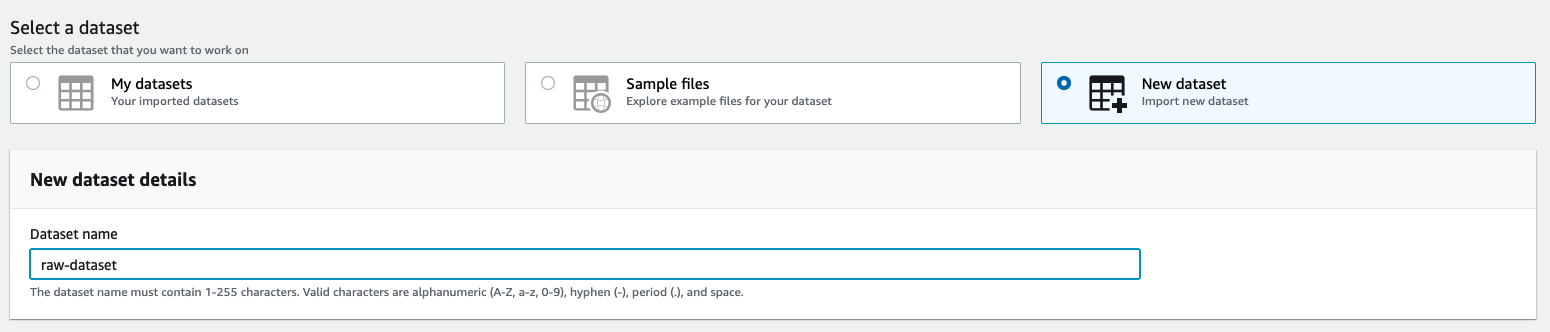 Select a dataset
Select the dataset that you want to work on
My datasets
Your imported datasets
Sample files
Explore example files for your dataset
New dataset
Import new dataset
New dataset details
Dataset name
raw-dataset
The dataset name must contain 1-255 characters. Valid characters are alphanumeric (A-Z, a-z, 0-9), hyphen (-), period (.), and space.